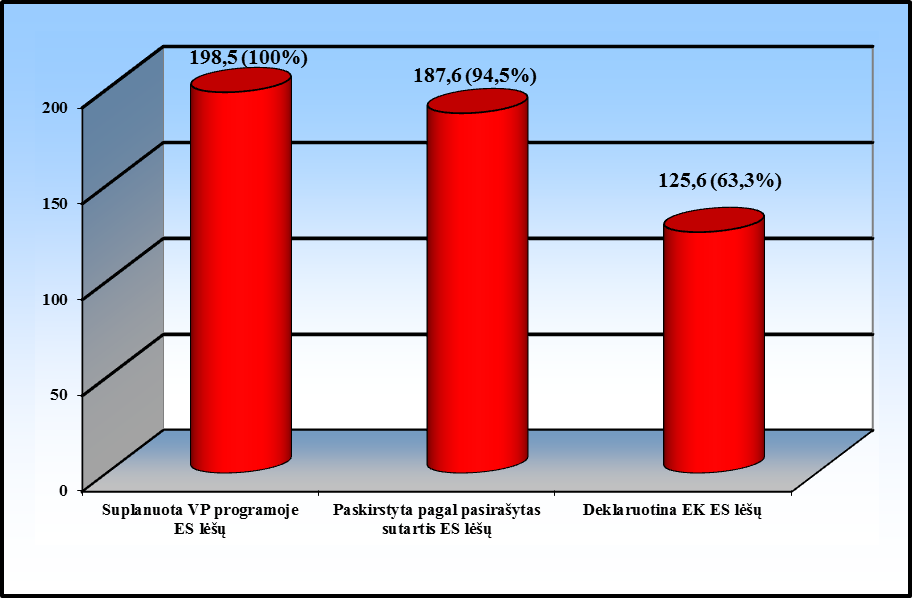 198,5 (100%)
187,6 (94,5%)
125,6 (63,3%)
200
150
100
50
0
Suplanuota VP programoje
ES lėšų
Paskirstyta pagal pasirašytas
sutartis ES lėšų
Deklaruotina EK ES lėšų